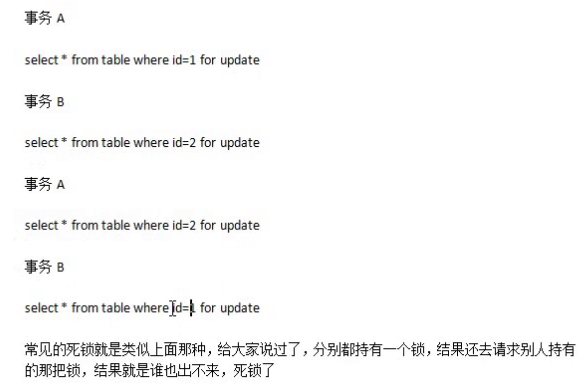 事务 A
select * from table where id=1 for update
事务 B
select * from table where id=2 for update
事务 A
select * from table where id=2 for update
事务 B
select * from table where id=1 for update
常见的死锁就是类似上面那种，给大家说过了，分别都持有一个锁，结果还去请求别人持有
的那把锁，结果就是谁也出不来，死锁了